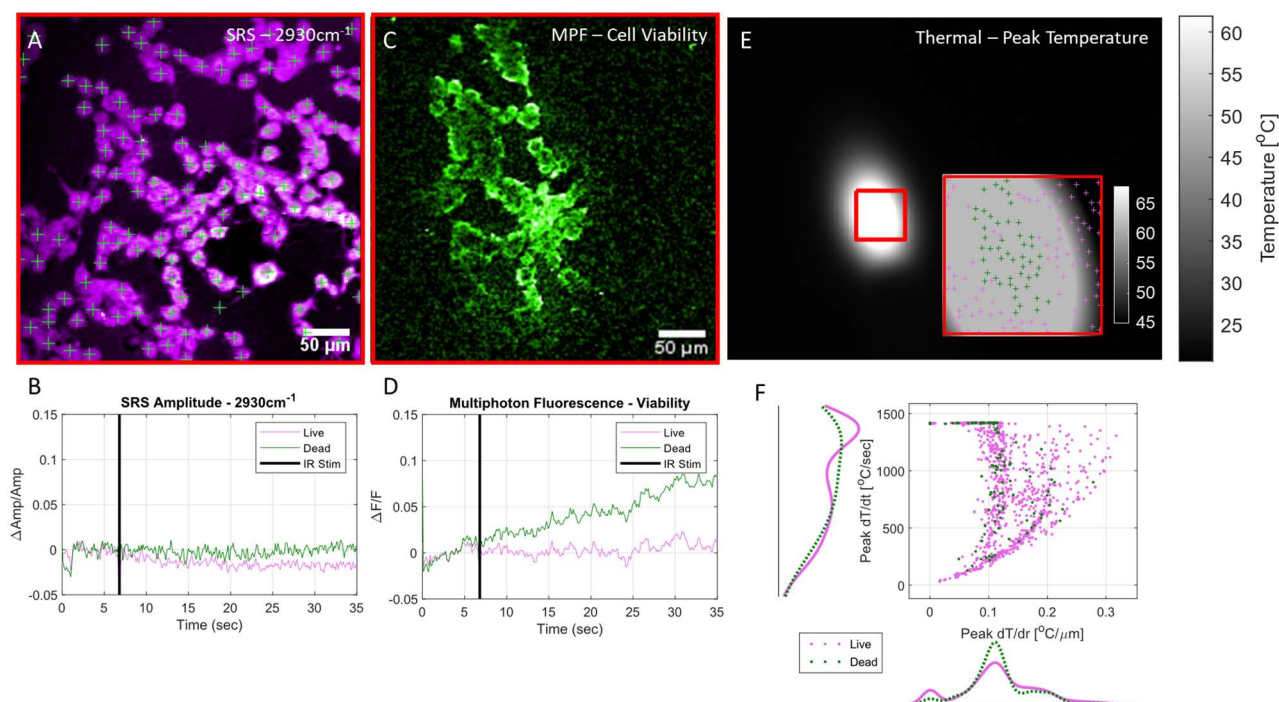 A
SRS – 2930cm⁻¹
50 µm
C
MPF – Cell Viability
50 µm
E
Thermal – Peak Temperature
65
60
55
50
45
60
55
50
45
40
35
30
25
Temperature [°C]
B
SRS Amplitude - 2930cm⁻¹
0.15
0.1
0.05
0
-0.05
ΔAmp/Amp
Live
Dead
IR Stim
0 5 10 15 20 25 30 35
Time (sec)
D
Multiphoton Fluorescence - Viability
0.15
0.1
0.05
0
-0.05
ΔF/F
Live
Dead
IR Stim
0 5 10 15 20 25 30 35
Time (sec)
F
1500
1000
500
0
Peak dT/dt [°C/sec]
0 0.1 0.2 0.3
Peak dT/dr [°C/μm]
Live
Dead